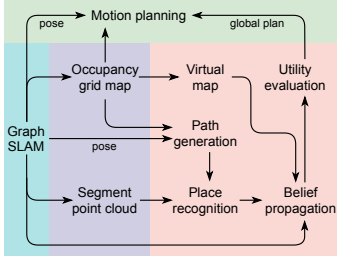 Motion planning
pose
global plan
Occupancy
grid map
Virtual
map
Utility
evaluation
Graph
SLAM
pose
Path
generation
Segment
point cloud
Place
recognition
Belief
propagation